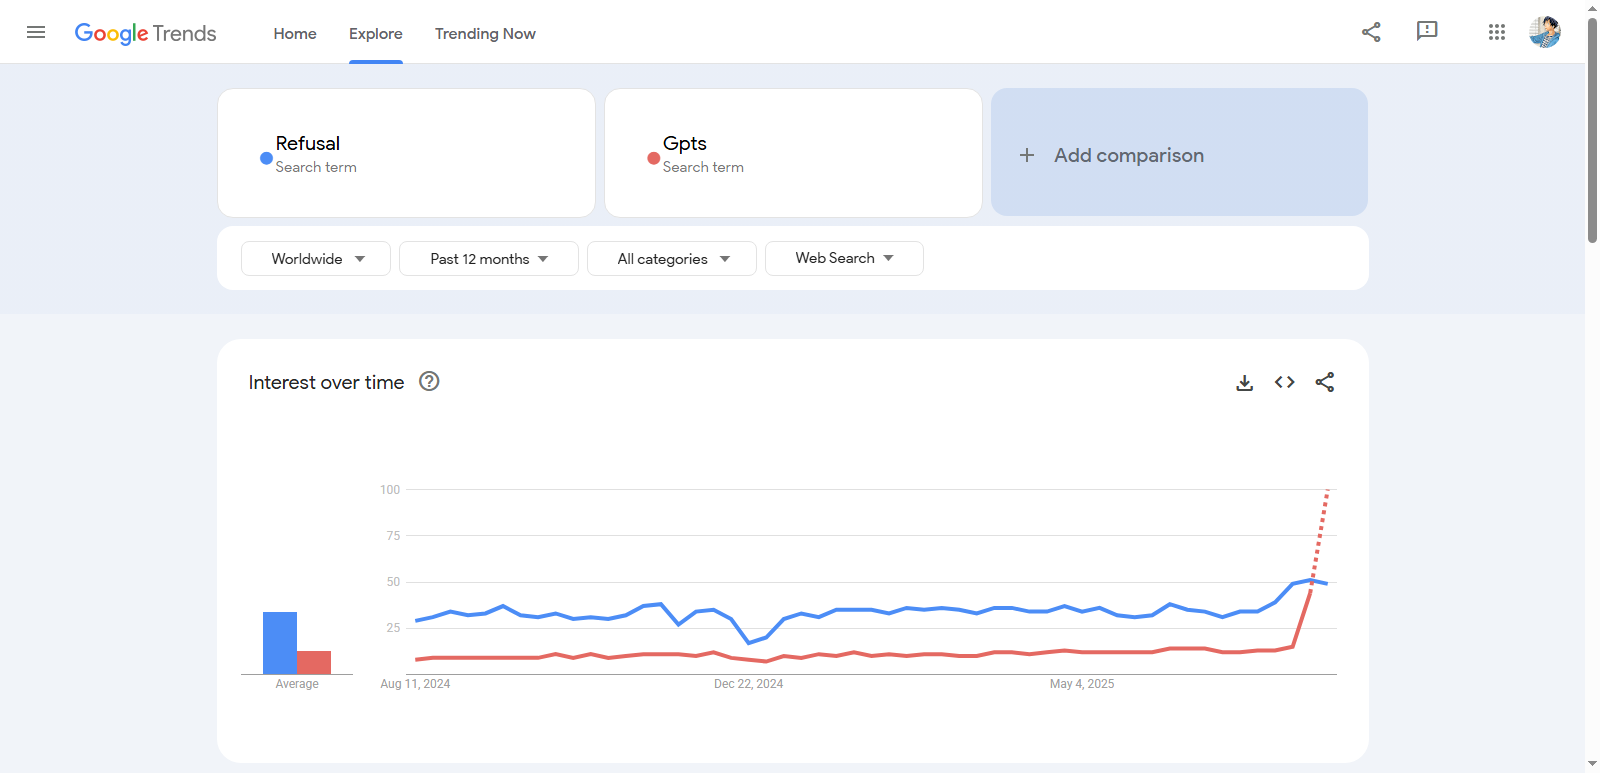 Google Trends
Home Explore Trending Now
Refusal
Search term
Gpts
Search term
+ Add comparison
Worldwide Past 12 months All categories Web Search
Interest over time ?
100
75
50
25
Average
Aug 11, 2024 Dec 22, 2024 May 4, 2025